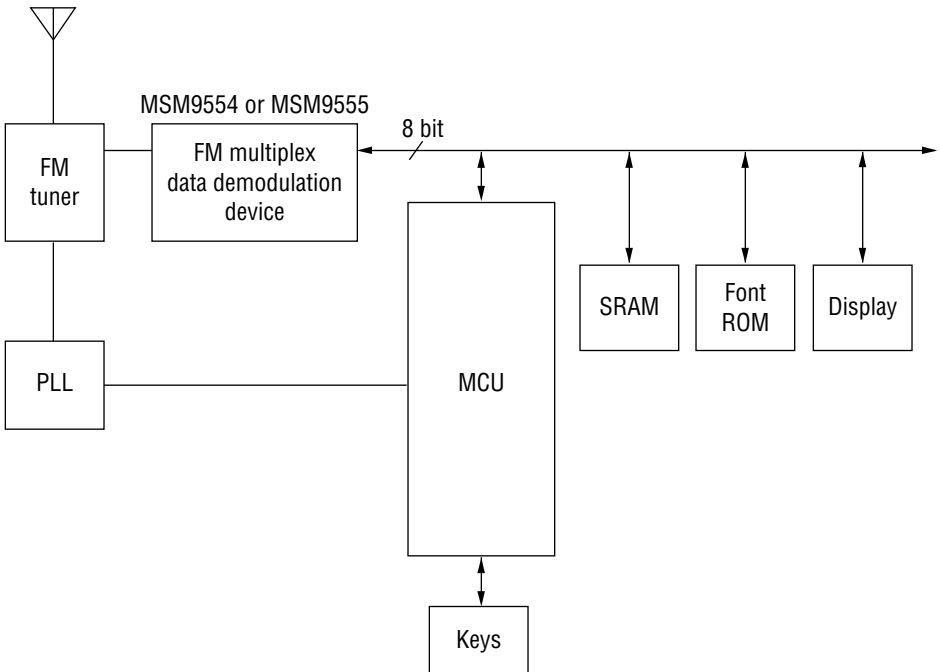 MSM9554 or MSM9555
8 bit
FM
tuner
FM multiplex
data demodulation
device
SRAM
Font
ROM
Display
PLL
MCU
Keys